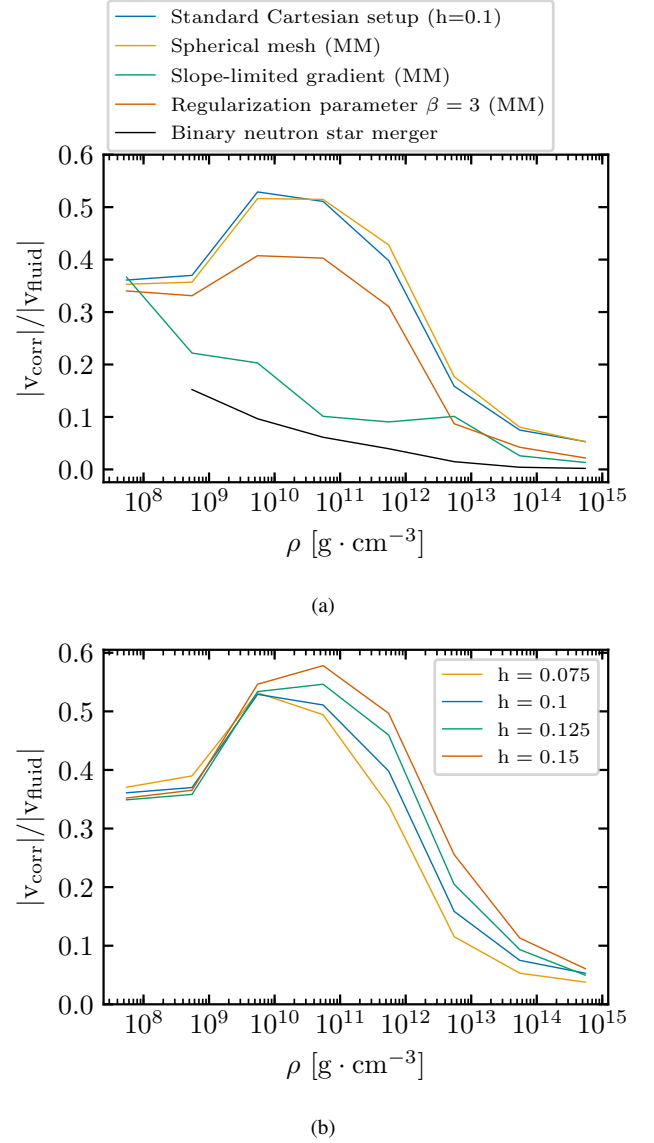 Standard Cartesian setup (h=0.1)
Spherical mesh (MM)
Slope-limited gradient (MM)
Regularization parameter β = 3 (MM)
Binary neutron star merger
0.6
0.5
0.4
0.3
0.2
0.1
0.0
|v_corr|/|v_fluid|
10^8 10^9 10^10 10^11 10^12 10^13 10^14 10^15
ρ [g · cm^−3]
(a)
0.6
0.5
0.4
0.3
0.2
0.1
0.0
|v_corr|/|v_fluid|
h = 0.075
h = 0.1
h = 0.125
h = 0.15
10^8 10^9 10^10 10^11 10^12 10^13 10^14 10^15
ρ [g · cm^−3]
(b)